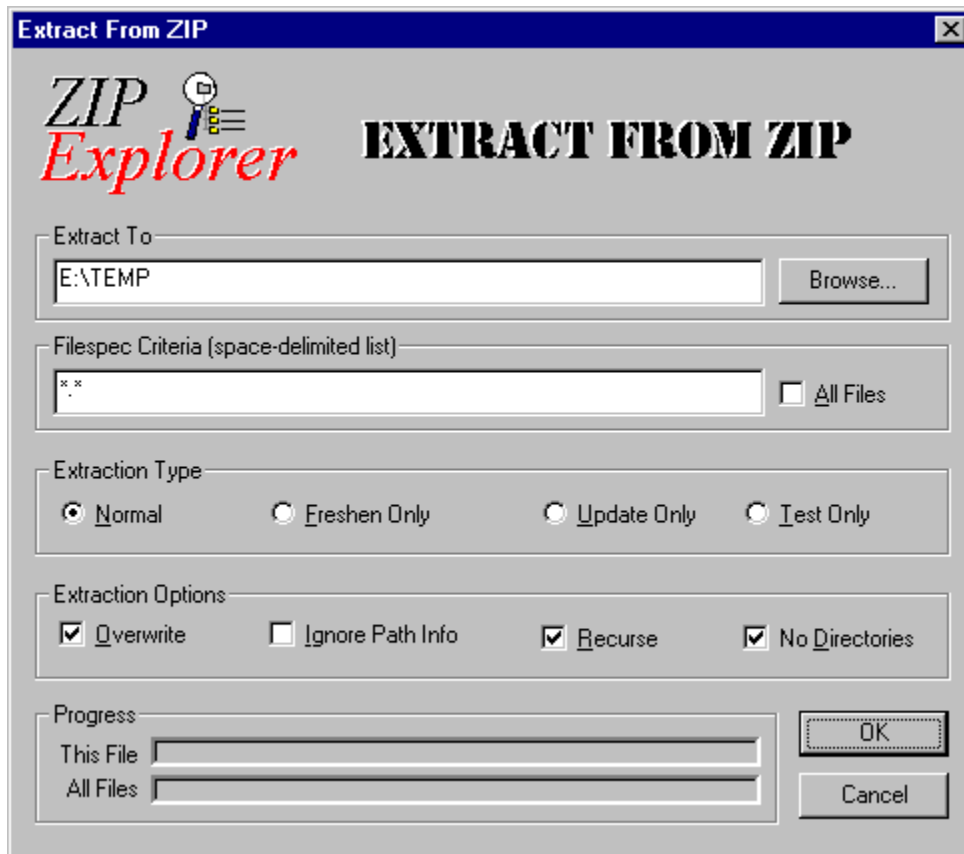 Extract From ZIP
ZIP
Explorer
EXTRACT FROM ZIP
Extract To
E:\TEMP
Browse...
Filespec Criteria (space-delimited list)
*.*
All Files
Extraction Type
Normal Freshen Only Update Only Test Only
Extraction Options
Overwrite Ignore Path Info Recurse No Directories
Progress
This File
All Files
OK
Cancel